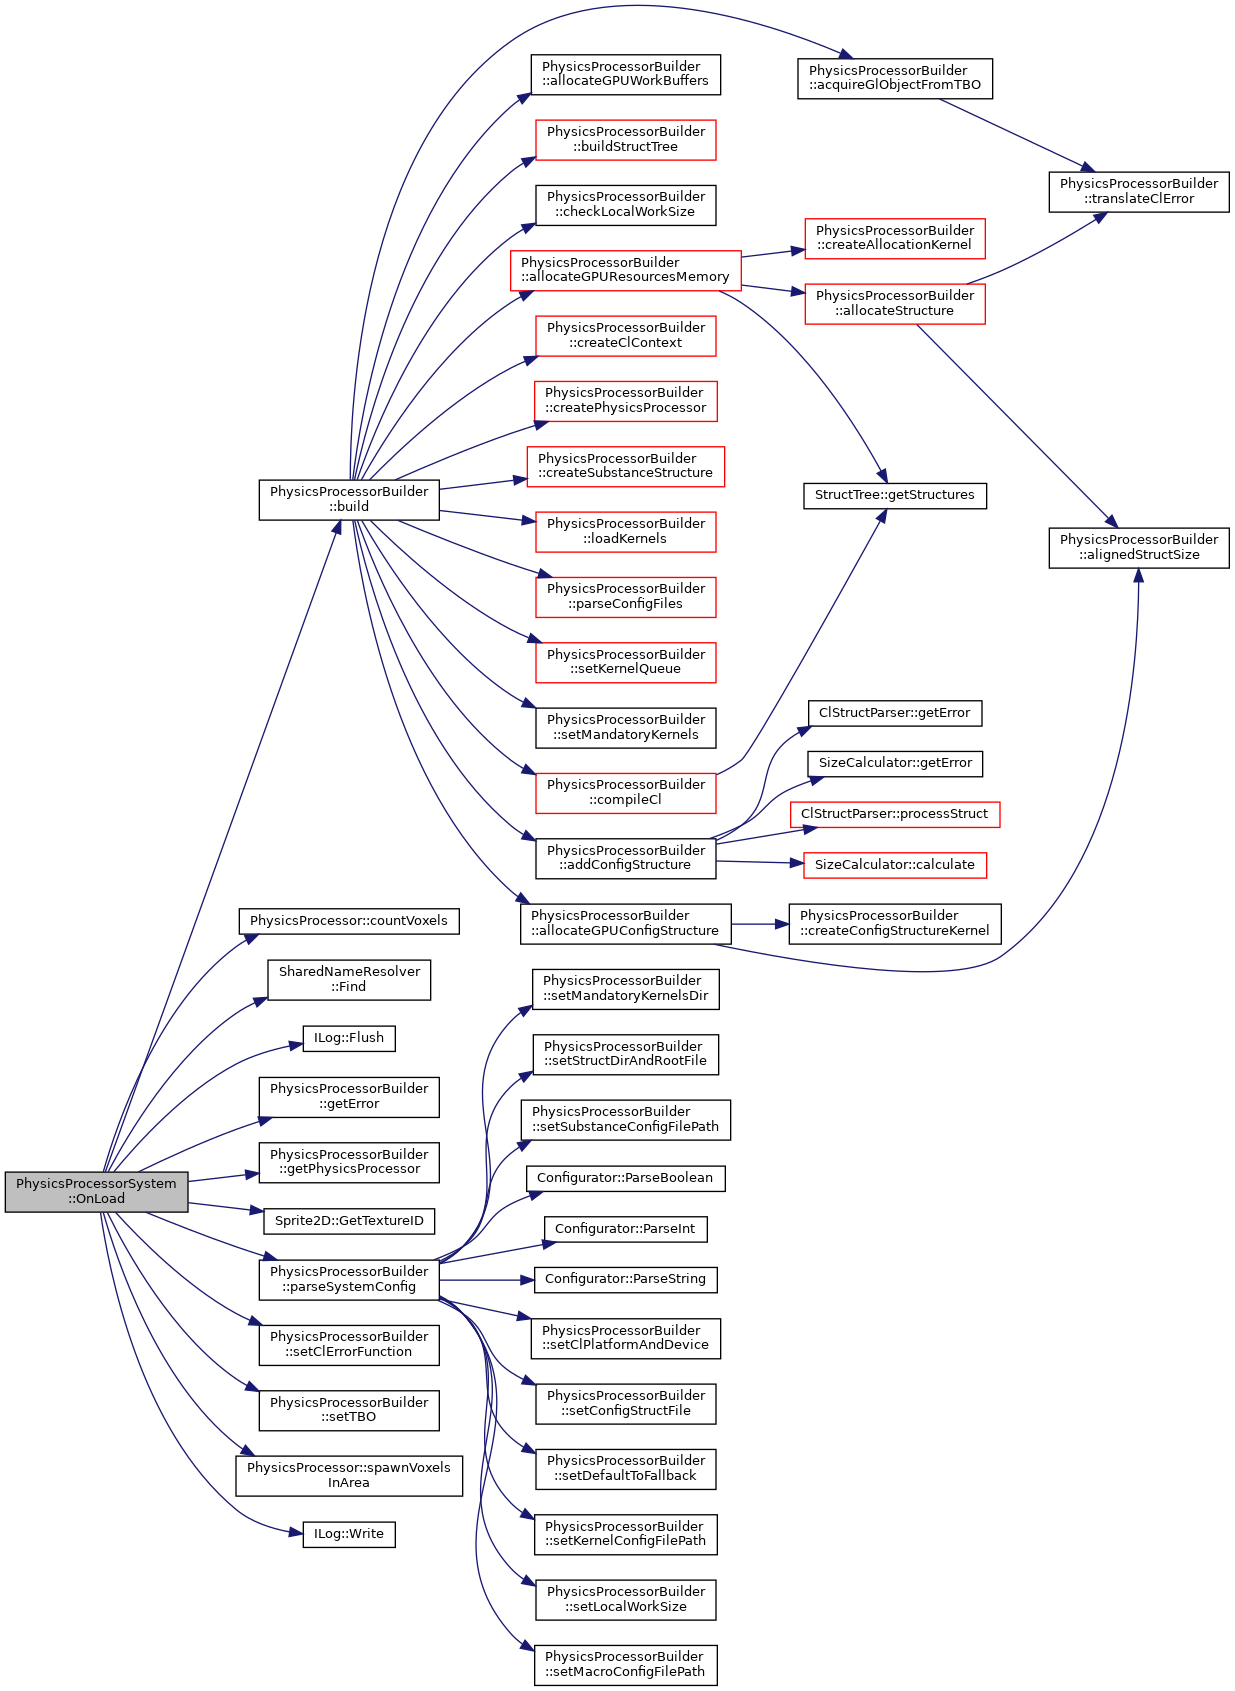 PhysicsProcessorSystem
::OnLoad
PhysicsProcessorBuilder
::build
PhysicsProcessor::countVoxels
SharedNameResolver
::Find
ILog::Flush
PhysicsProcessorBuilder
::getError
PhysicsProcessorBuilder
::getPhysicsProcessor
Sprite2D::GetTextureID
PhysicsProcessorBuilder
::parseSystemConfig
PhysicsProcessorBuilder
::setClErrorFunction
PhysicsProcessorBuilder
::setTBO
PhysicsProcessor::spawnVoxels
InArea
ILog::Write
PhysicsProcessorBuilder
::allocateGPUWorkBuffers
PhysicsProcessorBuilder
::buildStructTree
PhysicsProcessorBuilder
::checkLocalWorkSize
PhysicsProcessorBuilder
::allocateGPUResourcesMemory
PhysicsProcessorBuilder
::createClContext
PhysicsProcessorBuilder
::createPhysicsProcessor
PhysicsProcessorBuilder
::createSubstanceStructure
PhysicsProcessorBuilder
::loadKernels
PhysicsProcessorBuilder
::parseConfigFiles
PhysicsProcessorBuilder
::setKernelQueue
PhysicsProcessorBuilder
::setMandatoryKernels
PhysicsProcessorBuilder
::compileCl
PhysicsProcessorBuilder
::addConfigStructure
PhysicsProcessorBuilder
::allocateGPUConfigStructure
PhysicsProcessorBuilder
::setMandatoryKernelsDir
PhysicsProcessorBuilder
::setStructDirAndRootFile
PhysicsProcessorBuilder
::setSubstanceConfigFilePath
Configurator::ParseBoolean
Configurator::ParseInt
Configurator::ParseString
PhysicsProcessorBuilder
::setClPlatformAndDevice
PhysicsProcessorBuilder
::setConfigStructFile
PhysicsProcessorBuilder
::setDefaultToFallback
PhysicsProcessorBuilder
::setKernelConfigFilePath
PhysicsProcessorBuilder
::setLocalWorkSize
PhysicsProcessorBuilder
::setMacroConfigFilePath
PhysicsProcessorBuilder
::acquireGlObjectFromTBO
PhysicsProcessorBuilder
::createAllocationKernel
PhysicsProcessorBuilder
::allocateStructure
StructTree::getStructures
ClStructParser::getError
SizeCalculator::getError
ClStructParser::processStruct
SizeCalculator::calculate
PhysicsProcessorBuilder
::createConfigStructureKernel
PhysicsProcessorBuilder
::translateClError
PhysicsProcessorBuilder
::alignedStructSize